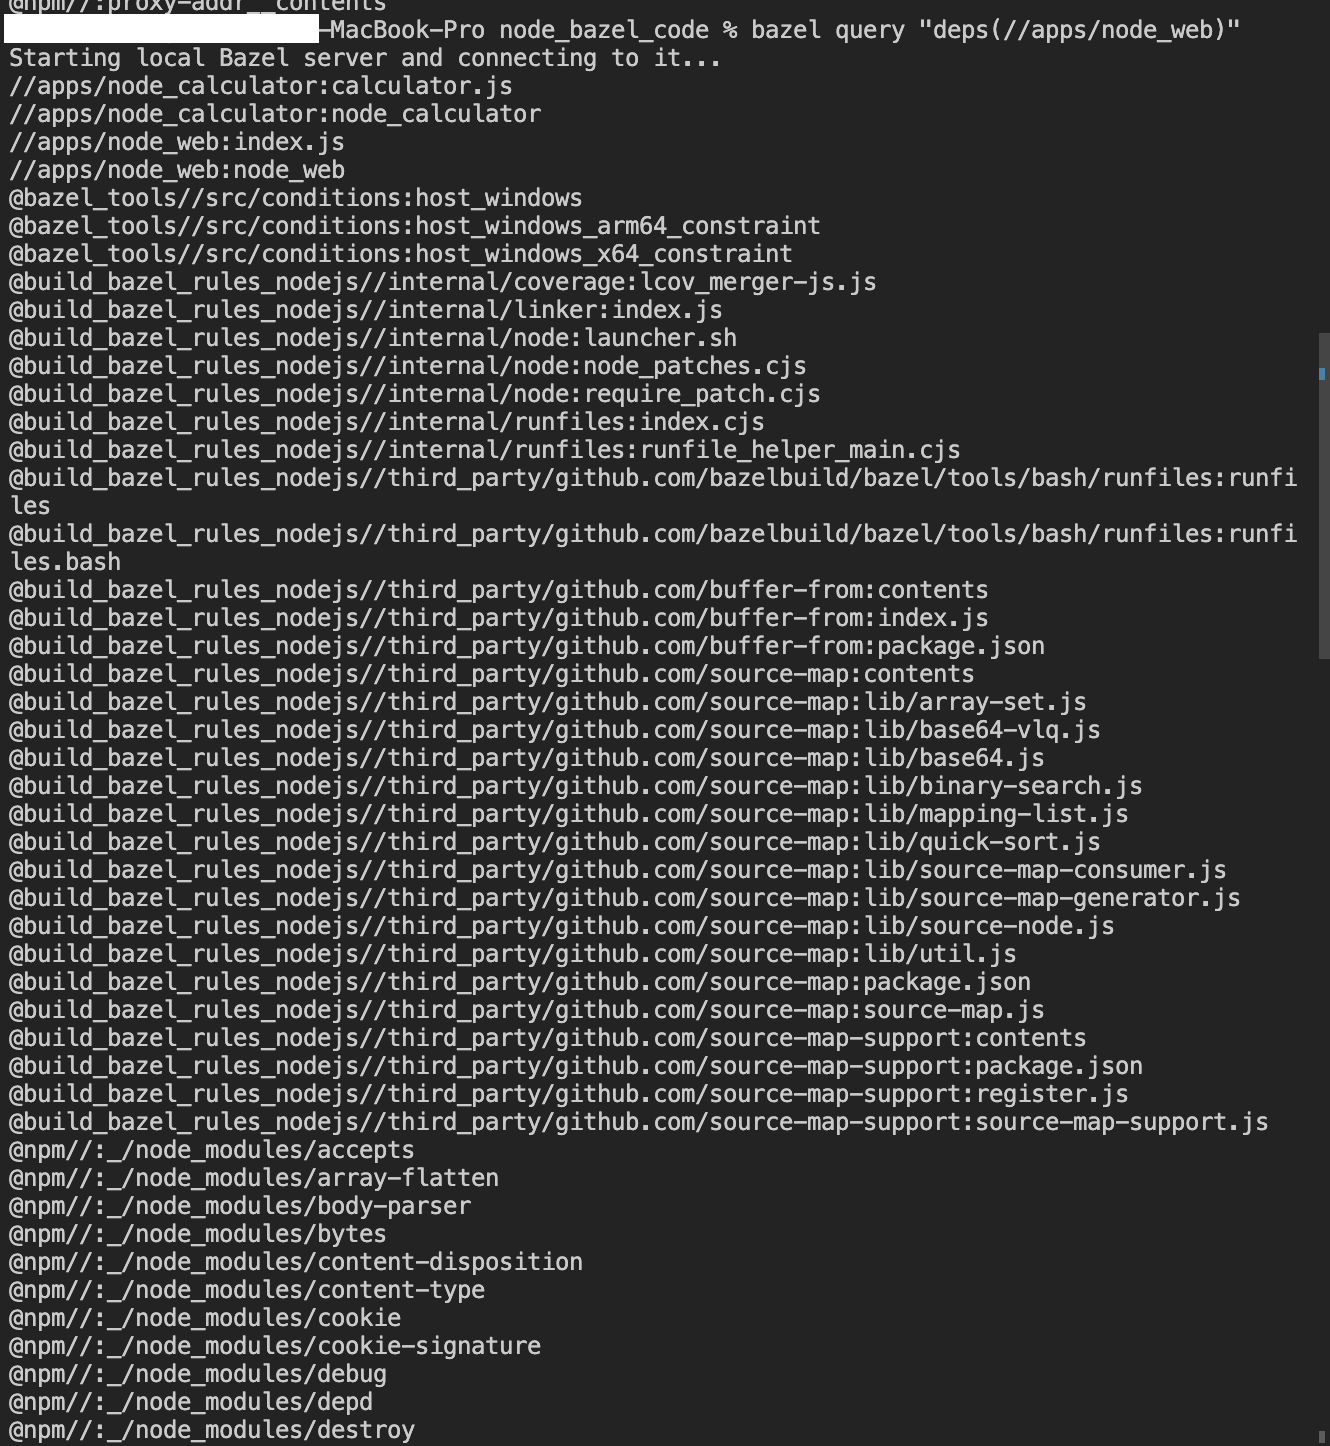 @npm//:proxy-addr__contents
-MacBook-Pro node_bazel_code % bazel query "deps(//apps/node_web)"
Starting local Bazel server and connecting to it...
//apps/node_calculator:calculator.js
//apps/node_calculator:node_calculator
//apps/node_web:index.js
//apps/node_web:node_web
@bazel_tools//src/conditions:host_windows
@bazel_tools//src/conditions:host_windows_arm64_constraint
@bazel_tools//src/conditions:host_windows_x64_constraint
@build_bazel_rules_nodejs//internal/coverage:lcov_merger-js.js
@build_bazel_rules_nodejs//internal/linker:index.js
@build_bazel_rules_nodejs//internal/node:launcher.sh
@build_bazel_rules_nodejs//internal/node:node_patches.cjs
@build_bazel_rules_nodejs//internal/node:require_patch.cjs
@build_bazel_rules_nodejs//internal/runfiles:index.cjs
@build_bazel_rules_nodejs//internal/runfiles:runfile_helper_main.cjs
@build_bazel_rules_nodejs//third_party/github.com/bazelbuild/bazel/tools/bash/runfiles:runfi
les
@build_bazel_rules_nodejs//third_party/github.com/bazelbuild/bazel/tools/bash/runfiles:runfi
les.bash
@build_bazel_rules_nodejs//third_party/github.com/buffer-from:contents
@build_bazel_rules_nodejs//third_party/github.com/buffer-from:index.js
@build_bazel_rules_nodejs//third_party/github.com/buffer-from:package.json
@build_bazel_rules_nodejs//third_party/github.com/source-map:contents
@build_bazel_rules_nodejs//third_party/github.com/source-map:lib/array-set.js
@build_bazel_rules_nodejs//third_party/github.com/source-map:lib/base64-vlq.js
@build_bazel_rules_nodejs//third_party/github.com/source-map:lib/base64.js
@build_bazel_rules_nodejs//third_party/github.com/source-map:lib/binary-search.js
@build_bazel_rules_nodejs//third_party/github.com/source-map:lib/mapping-list.js
@build_bazel_rules_nodejs//third_party/github.com/source-map:lib/quick-sort.js
@build_bazel_rules_nodejs//third_party/github.com/source-map:lib/source-map-consumer.js
@build_bazel_rules_nodejs//third_party/github.com/source-map:lib/source-map-generator.js
@build_bazel_rules_nodejs//third_party/github.com/source-map:lib/source-node.js
@build_bazel_rules_nodejs//third_party/github.com/source-map:lib/util.js
@build_bazel_rules_nodejs//third_party/github.com/source-map:package.json
@build_bazel_rules_nodejs//third_party/github.com/source-map:source-map.js
@build_bazel_rules_nodejs//third_party/github.com/source-map-support:contents
@build_bazel_rules_nodejs//third_party/github.com/source-map-support:package.json
@build_bazel_rules_nodejs//third_party/github.com/source-map-support:register.js
@build_bazel_rules_nodejs//third_party/github.com/source-map-support:source-map-support.js
@npm//:_/node_modules/accepts
@npm//:_/node_modules/array-flatten
@npm//:_/node_modules/body-parser
@npm//:_/node_modules/bytes
@npm//:_/node_modules/content-disposition
@npm//:_/node_modules/content-type
@npm//:_/node_modules/cookie
@npm//:_/node_modules/cookie-signature
@npm//:_/node_modules/debug
@npm//:_/node_modules/depd
@npm//:_/node_modules/destroy